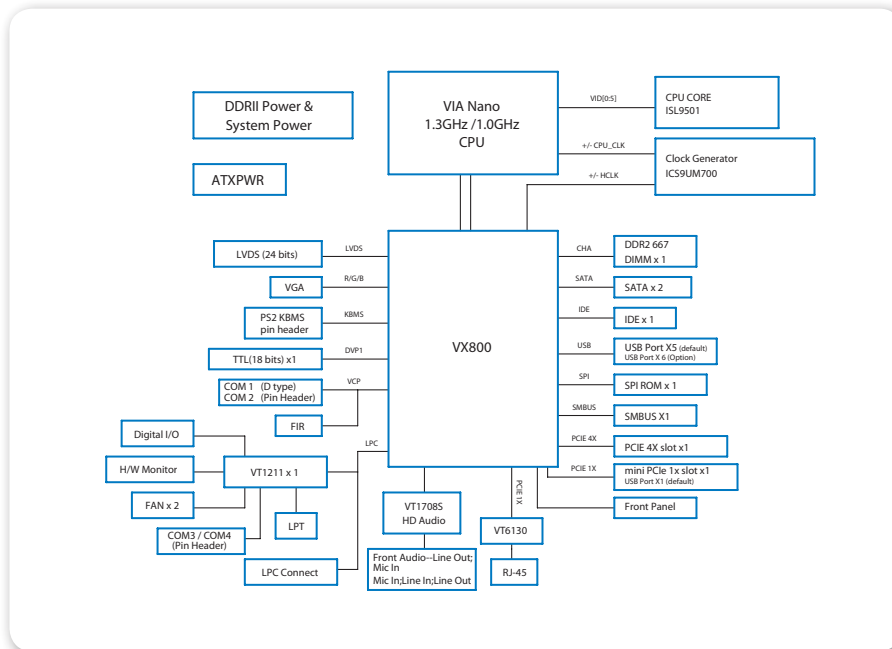 DDRII Power &
System Power
ATXPWR
VIA Nano
1.3GHz /1.0GHz
CPU
VID[0:5]
CPU CORE
ISL9501
+/- CPU_CLK
Clock Generator
ICS9UM700
+/- HCLK
LVDS (24 bits)
LVDS
VGA
R/G/B
PS2 KBMS
pin header
KBMS
TTL(18 bits) x1
DVP1
COM 1 (D type)
COM 2 (Pin Header)
VCP
FIR
LPC
VX800
CHA
DDR2 667
DIMM x 1
SATA
SATA x 2
IDE
IDE x 1
USB
USB Port X5 (default)
USB Port X 6 (Option)
SPI
SPI ROM x 1
SMBUS
SMBUS X1
PCIE 4X
PCIE 4X slot x1
PCIE 1X
mini PCIe 1x slot x1
USB Port X1 (default)
Front Panel
Digital I/O
H/W Monitor
VT1211 x 1
FAN x 2
COM3 / COM4
(Pin Header)
LPT
LPC Connect
VT1708S
HD Audio
Front Audio--Line Out;
Mic In
Mic In;Line In;Line Out
PCIE 1X
VT6130
RJ-45